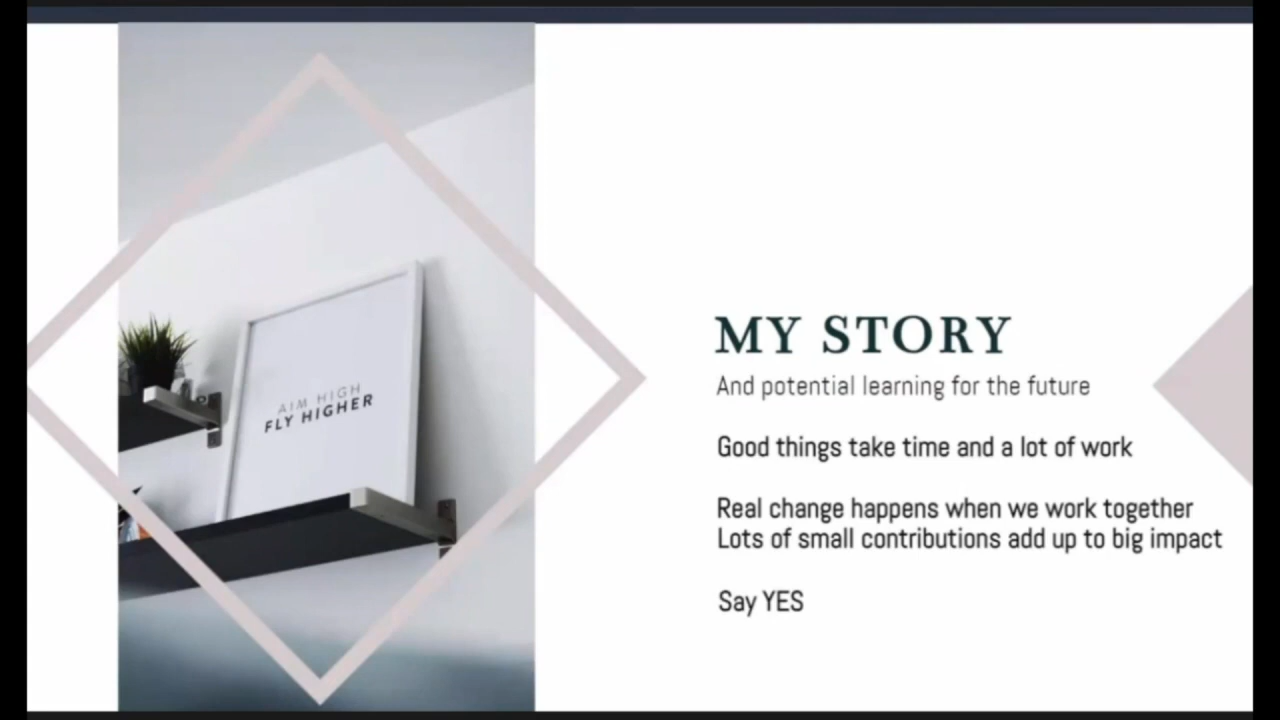 AIM HIGH
FLY HIGHER
MY STORY
And potential learning for the future
Good things take time and a lot of work
Real change happens when we work together
Lots of small contributions add up to big impact
Say YES